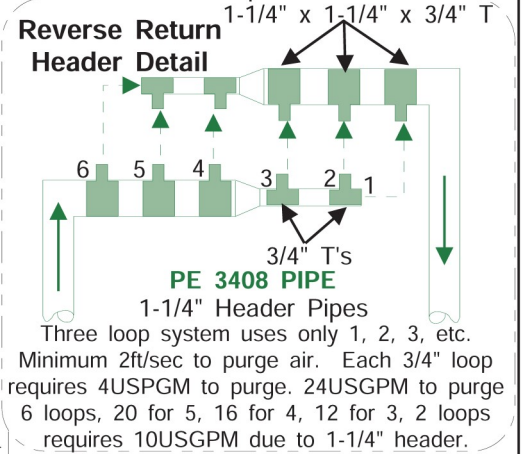 Reverse Return
Header Detail
1-1/4" x 1-1/4" x 3/4" T
6 5 4 3 2 1
3/4" T's
PE 3408 PIPE
1-1/4" Header Pipes
Three loop system uses only 1, 2, 3, etc.
Minimum 2ft/sec to purge air. Each 3/4" loop
requires 4USPGM to purge. 24USGPM to purge
6 loops, 20 for 5, 16 for 4, 12 for 3, 2 loops
requires 10USGPM due to 1-1/4" header.